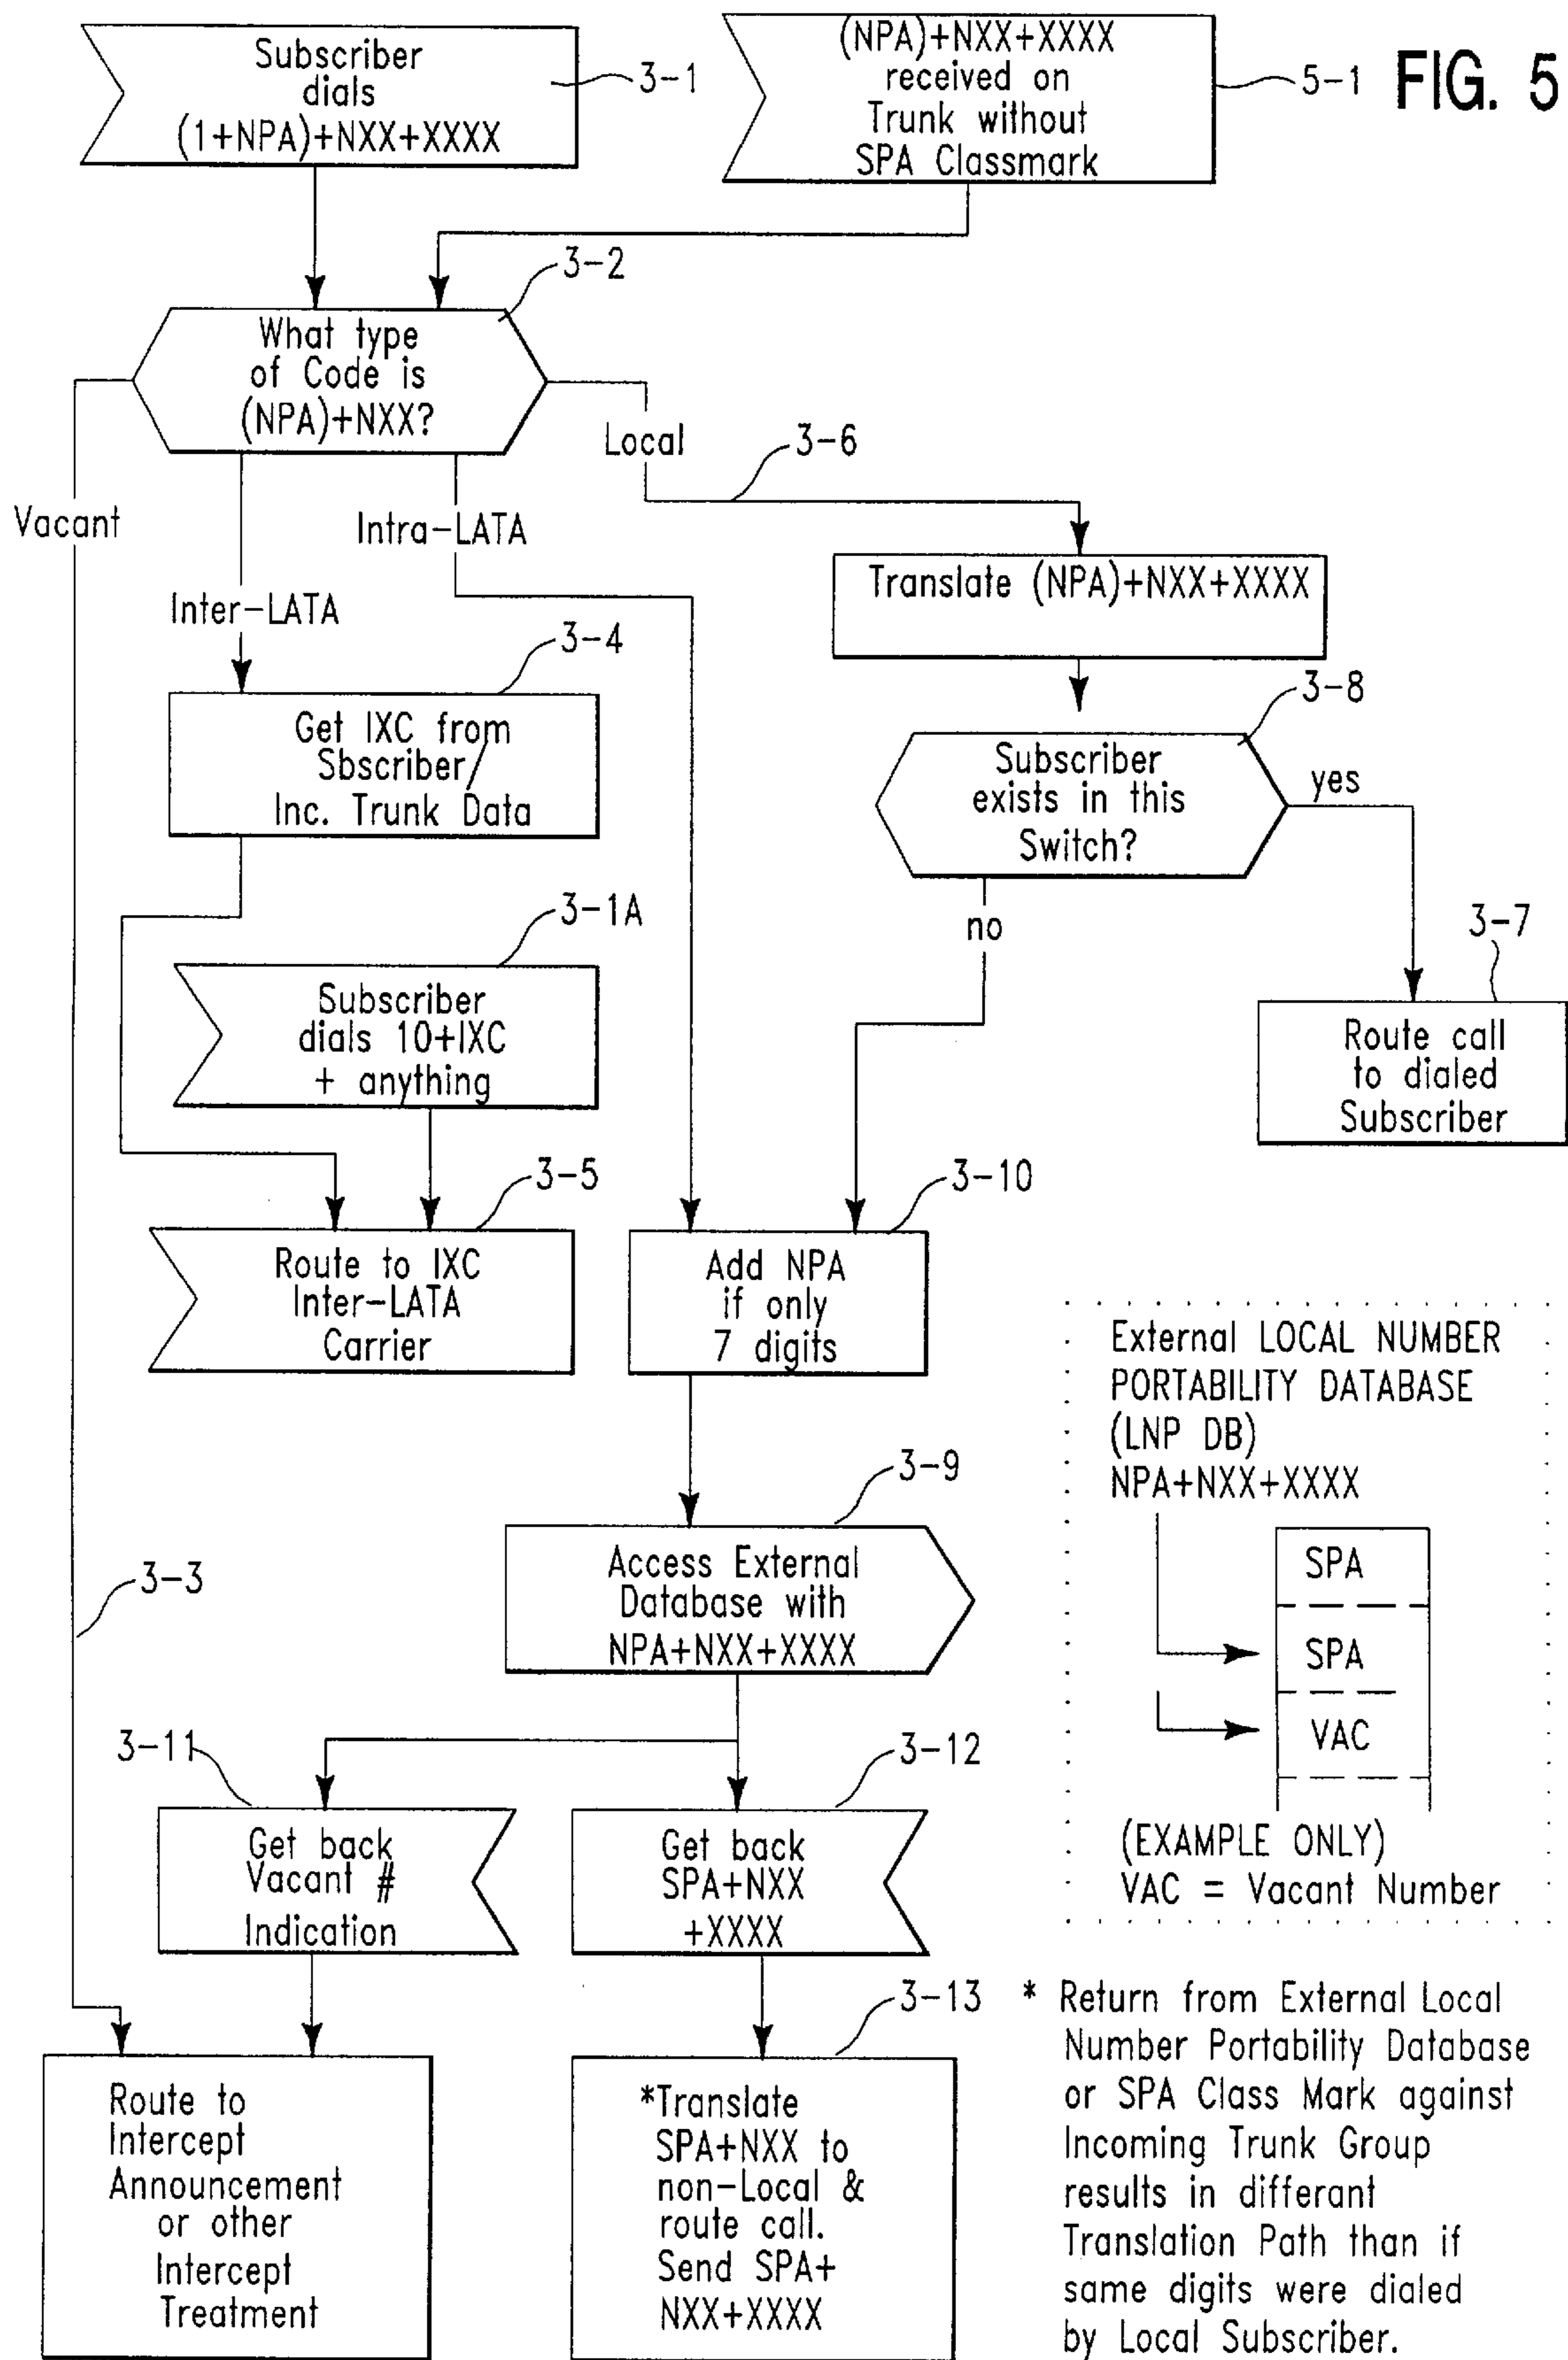 Subscriber
dials
(1+NPA)+NXX+XXXX
3-1
(NPA)+NXX+XXXX
received on
Trunk without
SPA Classmark
5-1
FIG. 5
3-2
What type
of Code is
(NPA)+NXX?
Vacant
Inter-LATA
Intra-LATA
Local
3-6
Translate (NPA)+NXX+XXXX
3-4
Get IXC from
Sbscriber/
Inc. Trunk Data
3-8
Subscriber
exists in this
Switch?
yes
no
3-1A
Subscriber
dials 10+IXC
+ anything
3-7
Route call
to dialed
Subscriber
3-5
Route to IXC
Inter-LATA
Carrier
3-10
Add NPA
if only
7 digits
External LOCAL NUMBER
PORTABILITY DATABASE
(LNP DB)
NPA+NXX+XXXX
SPA
SPA
VAC
(EXAMPLE ONLY)
VAC = Vacant Number
3-9
Access External
Database with
NPA+NXX+XXXX
3-3
3-11
Get back
Vacant #
Indication
3-12
Get back
SPA+NXX
+XXXX
3-13
Route to
Intercept
Announcement
or other
Intercept
Treatment
*Translate
SPA+NXX to
non-Local &
route call.
Send SPA+
NXX+XXXX
* Return from External Local
Number Portability Database
or SPA Class Mark against
Incoming Trunk Group
results in differant
Translation Path than if
same digits were dialed
by Local Subscriber.